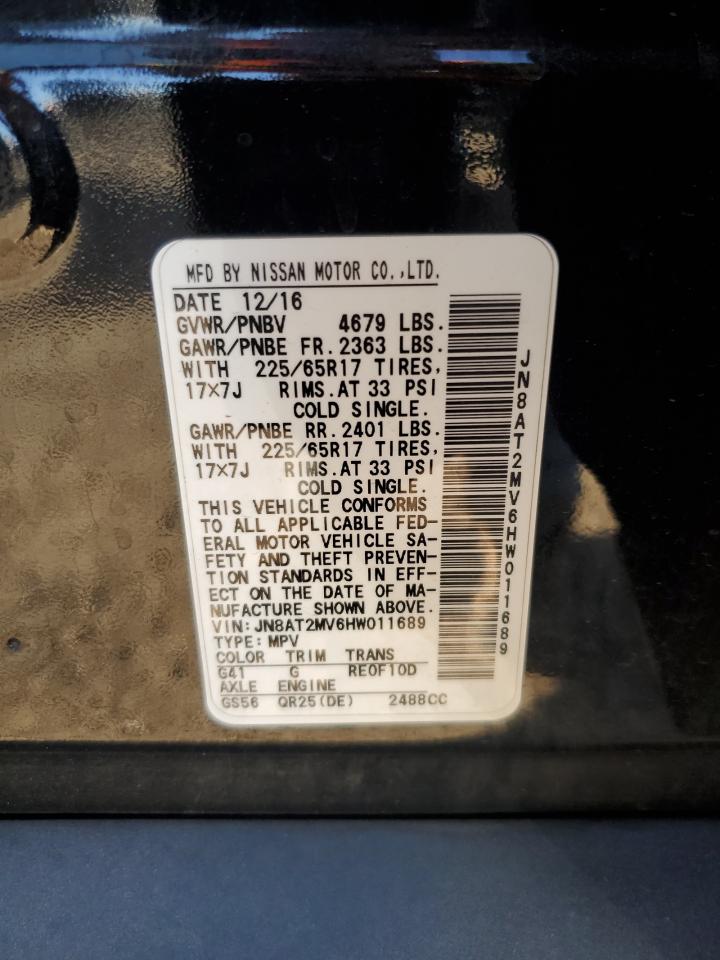 MFD BY NISSAN MOTOR CO.,LTD.
DATE 12/16
GVWR/PNBV 4679 LBS.
GAWR/PNBE FR. 2363 LBS.
WITH 225/65R17 TIRES,
17×7J RIMS. AT 33 PSI
COLD SINGLE.
GAWR/PNBE RR. 2401 LBS.
WITH 225/65R17 TIRES,
17×7J RIMS. AT 33 PSI
COLD SINGLE.
THIS VEHICLE CONFORMS
TO ALL APPLICABLE FED-
ERAL MOTOR VEHICLE SA-
FETY AND THEFT PREVEN-
TION STANDARDS IN EFF-
ECT ON THE DATE OF MA-
NUFACTURE SHOWN ABOVE.
VIN:JN8AT2MV6HW011689
TYPE:MPV
COLOR TRIM TRANS
G41 G RE0F10D
AXLE ENGINE
GS56 QR25(DE) 2488CC
JN8AT2MV6HW011689